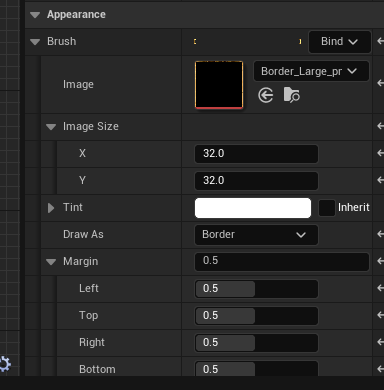 Appearance
Brush
Bind
Image
Border_Large_pr
Image Size
X
32.0
Y
32.0
Tint
Inherit
Draw As
Border
Margin
0.5
Left
0.5
Top
0.5
Right
0.5
Bottom
0.5